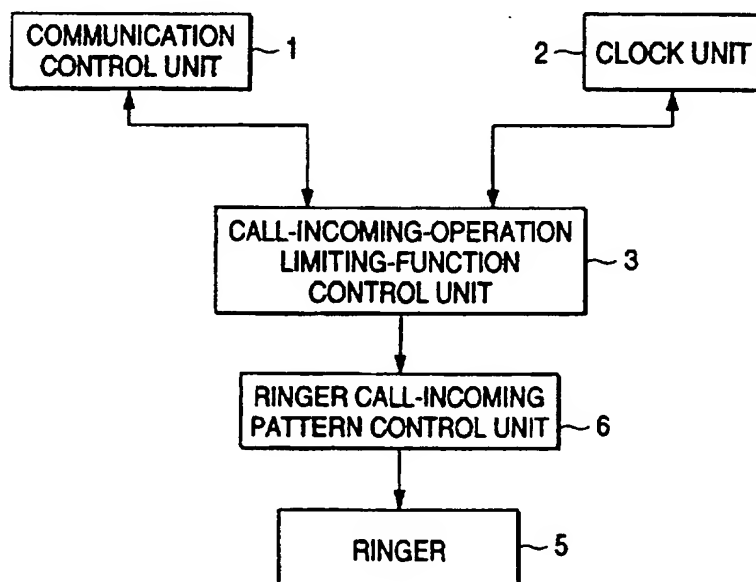 COMMUNICATION
CONTROL UNIT
1
2
CLOCK UNIT
CALL-INCOMING-OPERATION
LIMITING-FUNCTION
CONTROL UNIT
3
RINGER CALL-INCOMING
PATTERN CONTROL UNIT
6
RINGER
5